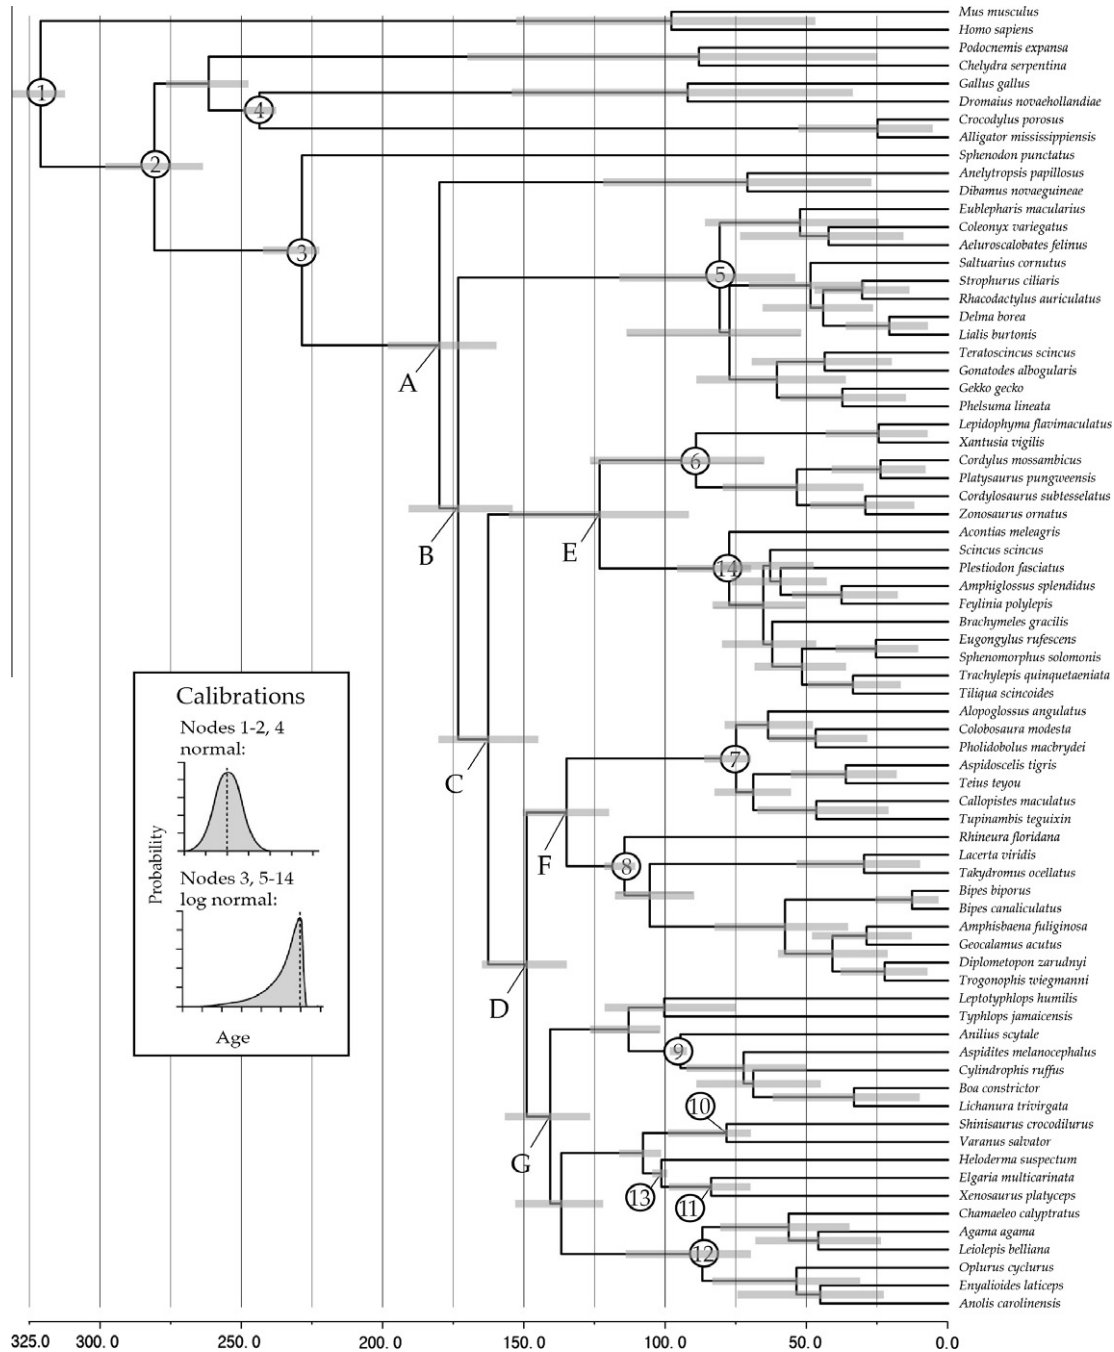 Mus musculus
Homo sapiens
Podocnemis expansa
Chelydra serpentina
Gallus gallus
Dromaius novaehollandiae
Crocodylus porosus
Alligator mississippiensis
Sphenodon punctatus
Anelytropsis papillosus
Dibamus novaeguineae
Eublepharis macularius
Coleonyx variegatus
Aeluroscalobates felinus
Saltuarius cornutus
Strophurus ciliaris
Rhacodactylus auriculatus
Delma borea
Lialis burtonis
Teratoscincus scincus
Gonatodes albogularis
Gekko gecko
Phelsuma lineata
Lepidophyma flavimaculatus
Xantusia vigilis
Cordylus mossambicus
Platysaurus pungweensis
Cordylosaurus subtesselatus
Zonosaurus ornatus
Acontias meleagris
Scincus scincus
Plestiodon fasciatus
Amphiglossus splendidus
Feylinia polylepis
Brachymeles gracilis
Eugongylus rufescens
Sphenomorphus solomonis
Trachylepis quinquetaeniata
Tiliqua scincoides
Alopoglossus angulatus
Colobosaura modesta
Pholidobolus macbrydei
Aspidoscelis tigris
Teius teyou
Callopistes maculatus
Tupinambis teguixin
Rhineura floridana
Lacerta viridis
Takydromus ocellatus
Bipes biporus
Bipes canaliculatus
Amphisbaena fuliginosa
Geocalamus acutus
Diplometopon zarudnyi
Trogonophis wiegmanni
Leptotyphlops humilis
Typhlops jamaicensis
Anilius scytale
Aspidites melanocephalus
Cylindrophis ruffus
Boa constrictor
Lichanura trivirgata
Shinisaurus crocodilurus
Varanus salvator
Heloderma suspectum
Elgaria multicarinata
Xenosaurus platyceps
Chamaeleo calyptratus
Agama agama
Leiolepis belliana
Oplurus cyclurus
Enyalioides laticeps
Anolis carolinensis
1
2
3
4
5
6
7
8
9
10
11
12
13
14
A
B
C
D
E
F
G
Calibrations
Nodes 1-2, 4
normal:
Probability
Nodes 3, 5-14
log normal:
Age
325.0 300.0 250.0 200.0 150.0 100.0 50.0 0.0